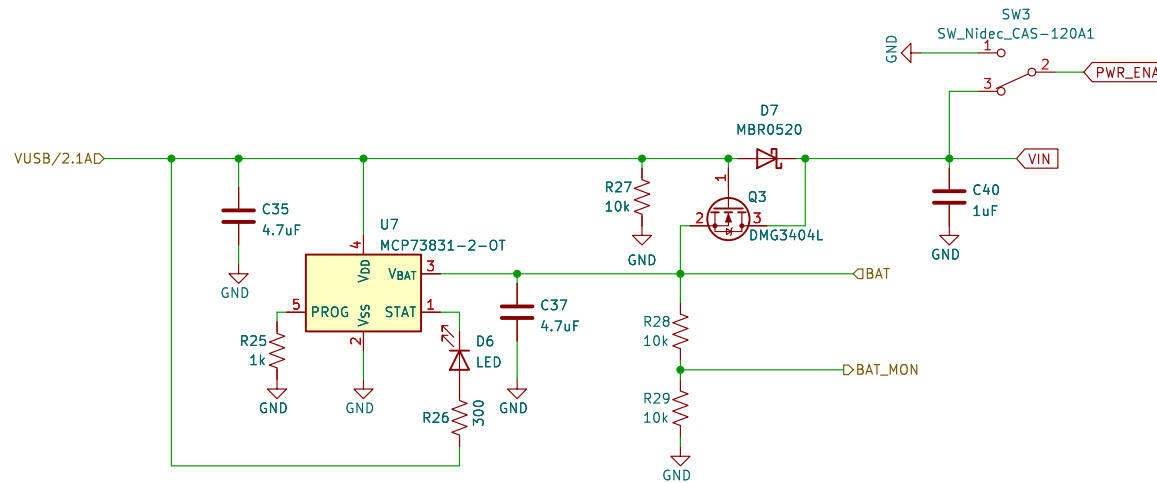 SW3
SW_Nidec_CAS-120A1
GND
1
2
PWR_ENA
3
D7
MBR0520
VUSB/2.1A
VIN
R27
10k
1
Q3
2
3
DMG3404L
C40
1uF
C35
4.7uF
U7
MCP73831-2-OT
GND
GND
GND
4
VDD
VBAT
3
BAT
5
PROG
VSS
STAT
1
C37
4.7uF
2
R25
1k
D6
LED
R28
10k
BAT_MON
GND
GND
GND
R26
300
R29
10k
GND